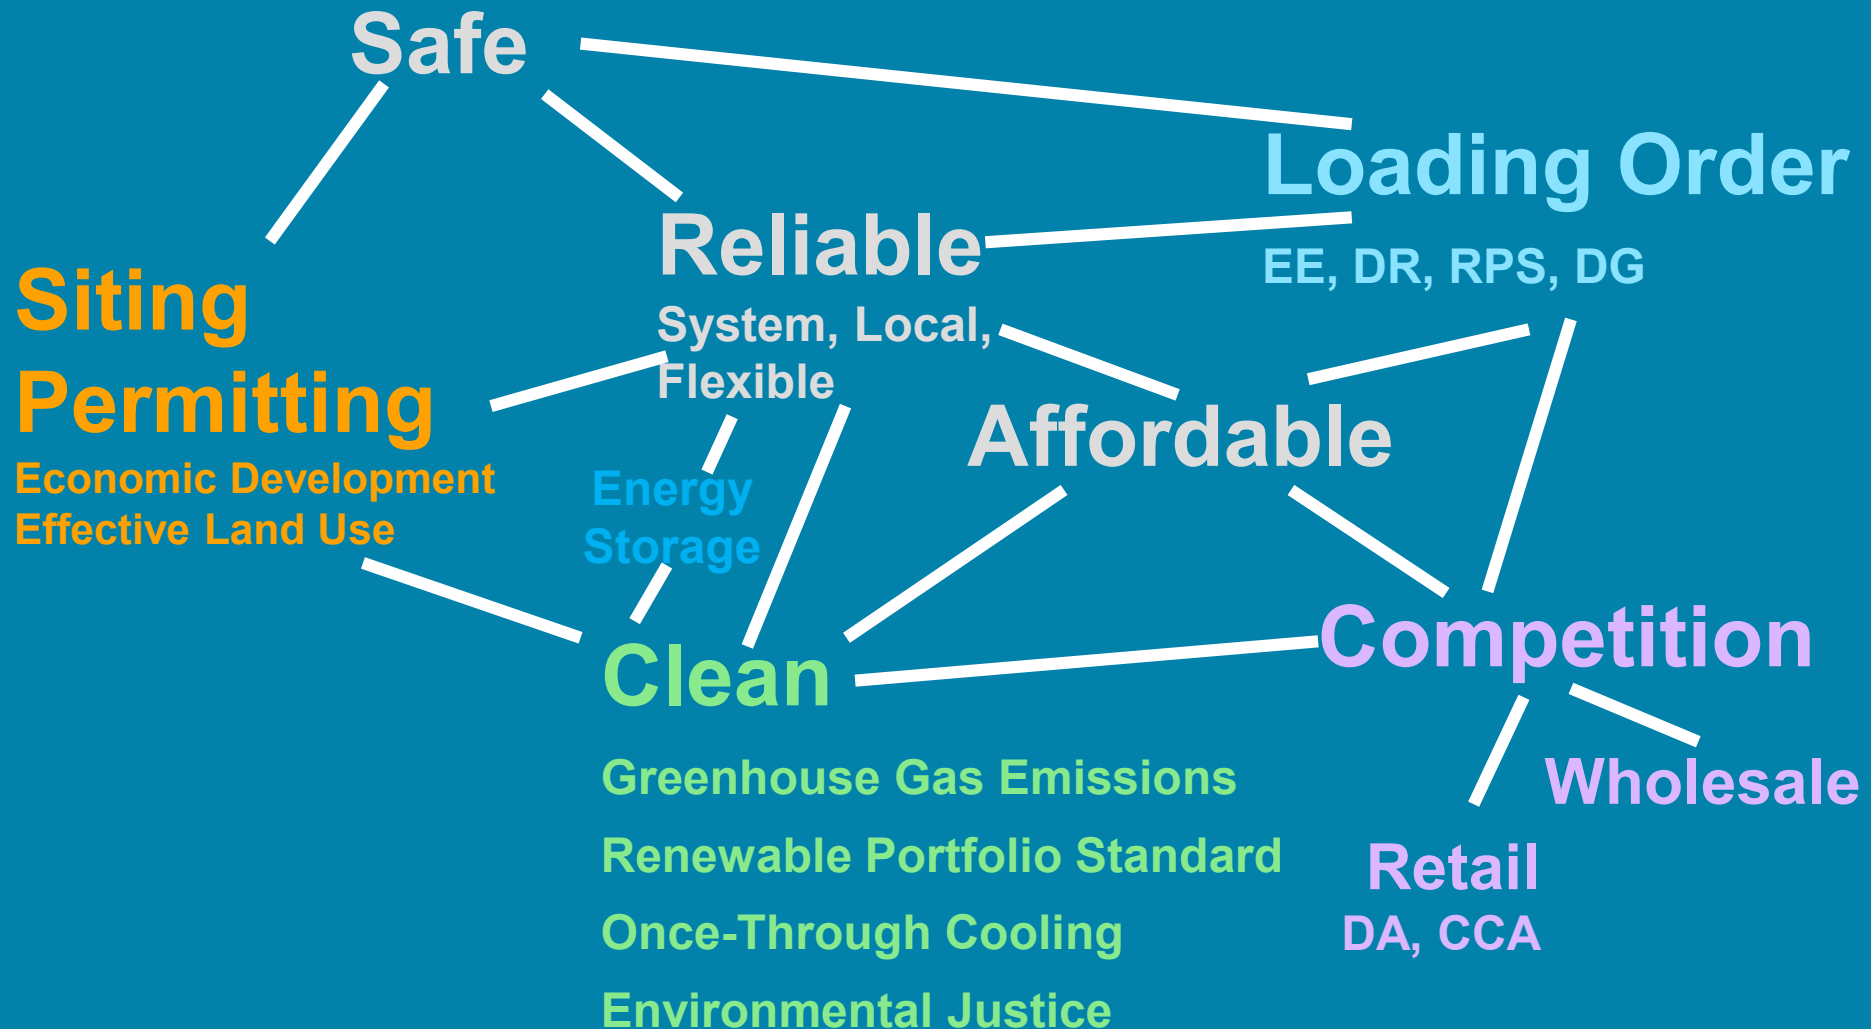 Safe
Loading Order
EE, DR, RPS, DG
Reliable
System, Local,
Flexible
Siting
Permitting
Economic Development
Effective Land Use
Affordable
Energy
Storage
Competition
Clean
Greenhouse Gas Emissions
Renewable Portfolio Standard
Once-Through Cooling
Environmental Justice
Wholesale
Retail
DA, CCA